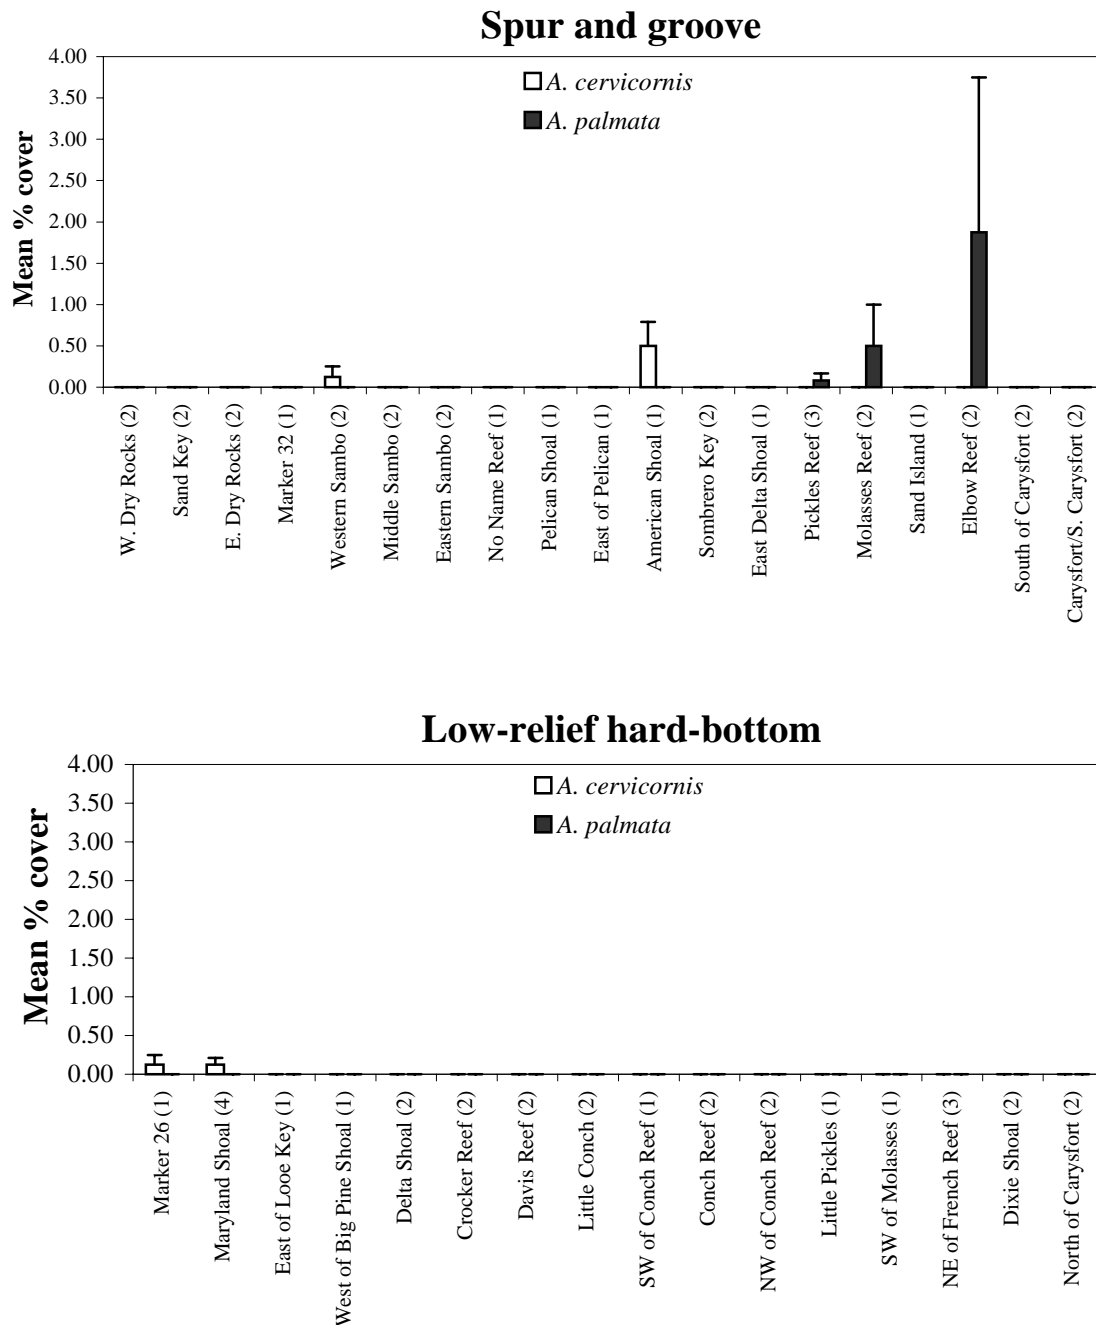 Spur and groove
4.00
3.50
3.00
2.50
2.00
1.50
1.00
0.50
0.00
Mean % cover
A. cervicornis
A. palmata
W. Dry Rocks (2)
Sand Key (2)
E. Dry Rocks (2)
Marker 32 (1)
Western Sambo (2)
Middle Sambo (2)
Eastern Sambo (2)
No Name Reef (1)
Pelican Shoal (1)
East of Pelican (1)
American Shoal (1)
Sombrero Key (2)
East Delta Shoal (1)
Pickles Reef (3)
Molasses Reef (2)
Sand Island (1)
Elbow Reef (2)
South of Carysfort (2)
Carysfort/S. Carysfort (2)
Low-relief hard-bottom
4.00
3.50
3.00
2.50
2.00
1.50
1.00
0.50
0.00
Mean % cover
A. cervicornis
A. palmata
Marker 26 (1)
Maryland Shoal (4)
East of Looe Key (1)
West of Big Pine Shoal (1)
Delta Shoal (2)
Crocker Reef (2)
Davis Reef (2)
Little Conch (2)
SW of Conch Reef (1)
Conch Reef (2)
NW of Conch Reef (2)
Little Pickles (1)
SW of Molasses (1)
NE of French Reef (3)
Dixie Shoal (2)
North of Carysfort (2)